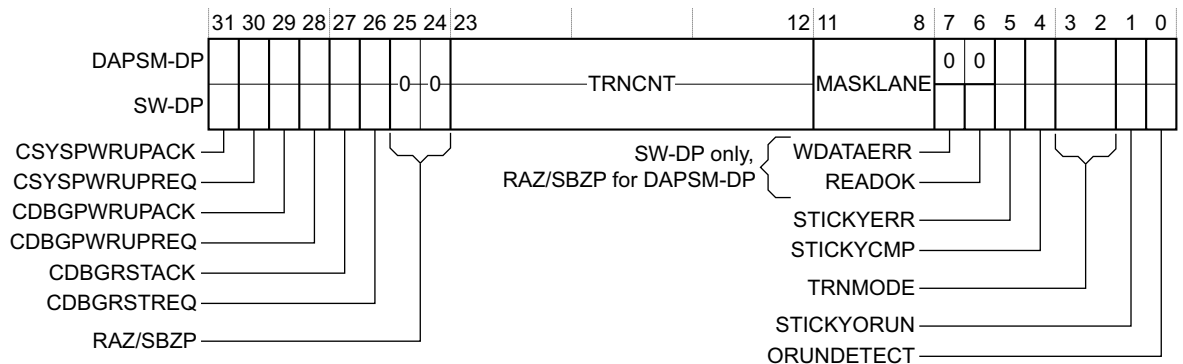 31 30 29 28 27 26 25 24 23 12 11 8 7 6 5 4 3 2 1 0
DAPSM-DP
SW-DP
0 0
TRNCNT
MASKLANE
0 0
CSYSPWRUPACK
CSYSPWRUPREQ
CDBGPWRUPACK
CDBGPWRUPREQ
CDBGRSTACK
CDBGRSTREQ
RAZ/SBZP
SW-DP only,
RAZ/SBZP for DAPSM-DP
WDATAERR
READOK
STICKYERR
STICKYCMP
TRNMODE
STICKYORUN
ORUNDETECT